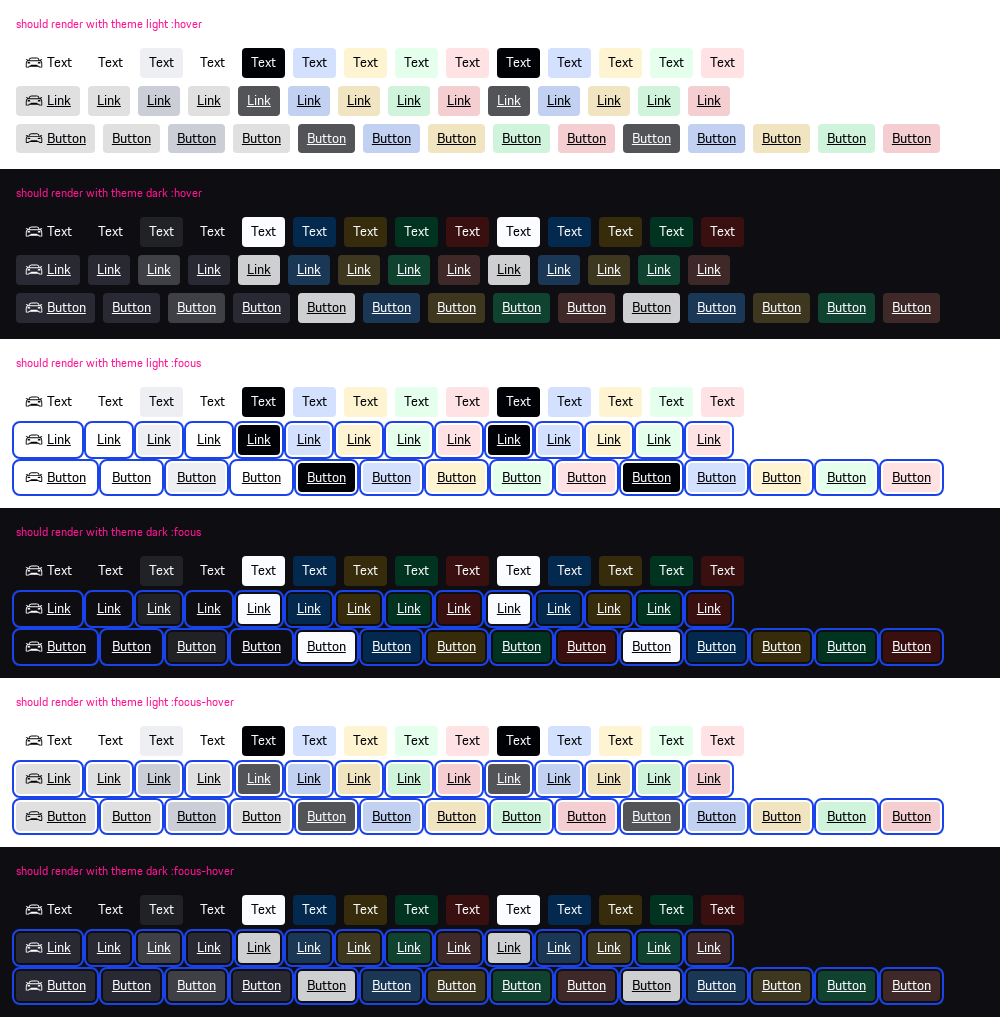 should render with theme light :hover
Text Text Text Text Text Text Text Text Text Text Text Text Text Text
Link Link Link Link Link Link Link Link Link Link Link Link Link Link
Button Button Button Button Button Button Button Button Button Button Button Button Button Button
should render with theme dark :hover
Text Text Text Text Text Text Text Text Text Text Text Text Text Text
Link Link Link Link Link Link Link Link Link Link Link Link Link Link
Button Button Button Button Button Button Button Button Button Button Button Button Button Button
should render with theme light :focus
Text Text Text Text Text Text Text Text Text Text Text Text Text Text
Link Link Link Link Link Link Link Link Link Link Link Link Link Link
Button Button Button Button Button Button Button Button Button Button Button Button Button Button
should render with theme dark :focus
Text Text Text Text Text Text Text Text Text Text Text Text Text Text
Link Link Link Link Link Link Link Link Link Link Link Link Link Link
Button Button Button Button Button Button Button Button Button Button Button Button Button Button
should render with theme light :focus-hover
Text Text Text Text Text Text Text Text Text Text Text Text Text Text
Link Link Link Link Link Link Link Link Link Link Link Link Link Link
Button Button Button Button Button Button Button Button Button Button Button Button Button Button
should render with theme dark :focus-hover
Text Text Text Text Text Text Text Text Text Text Text Text Text Text
Link Link Link Link Link Link Link Link Link Link Link Link Link Link
Button Button Button Button Button Button Button Button Button Button Button Button Button Button